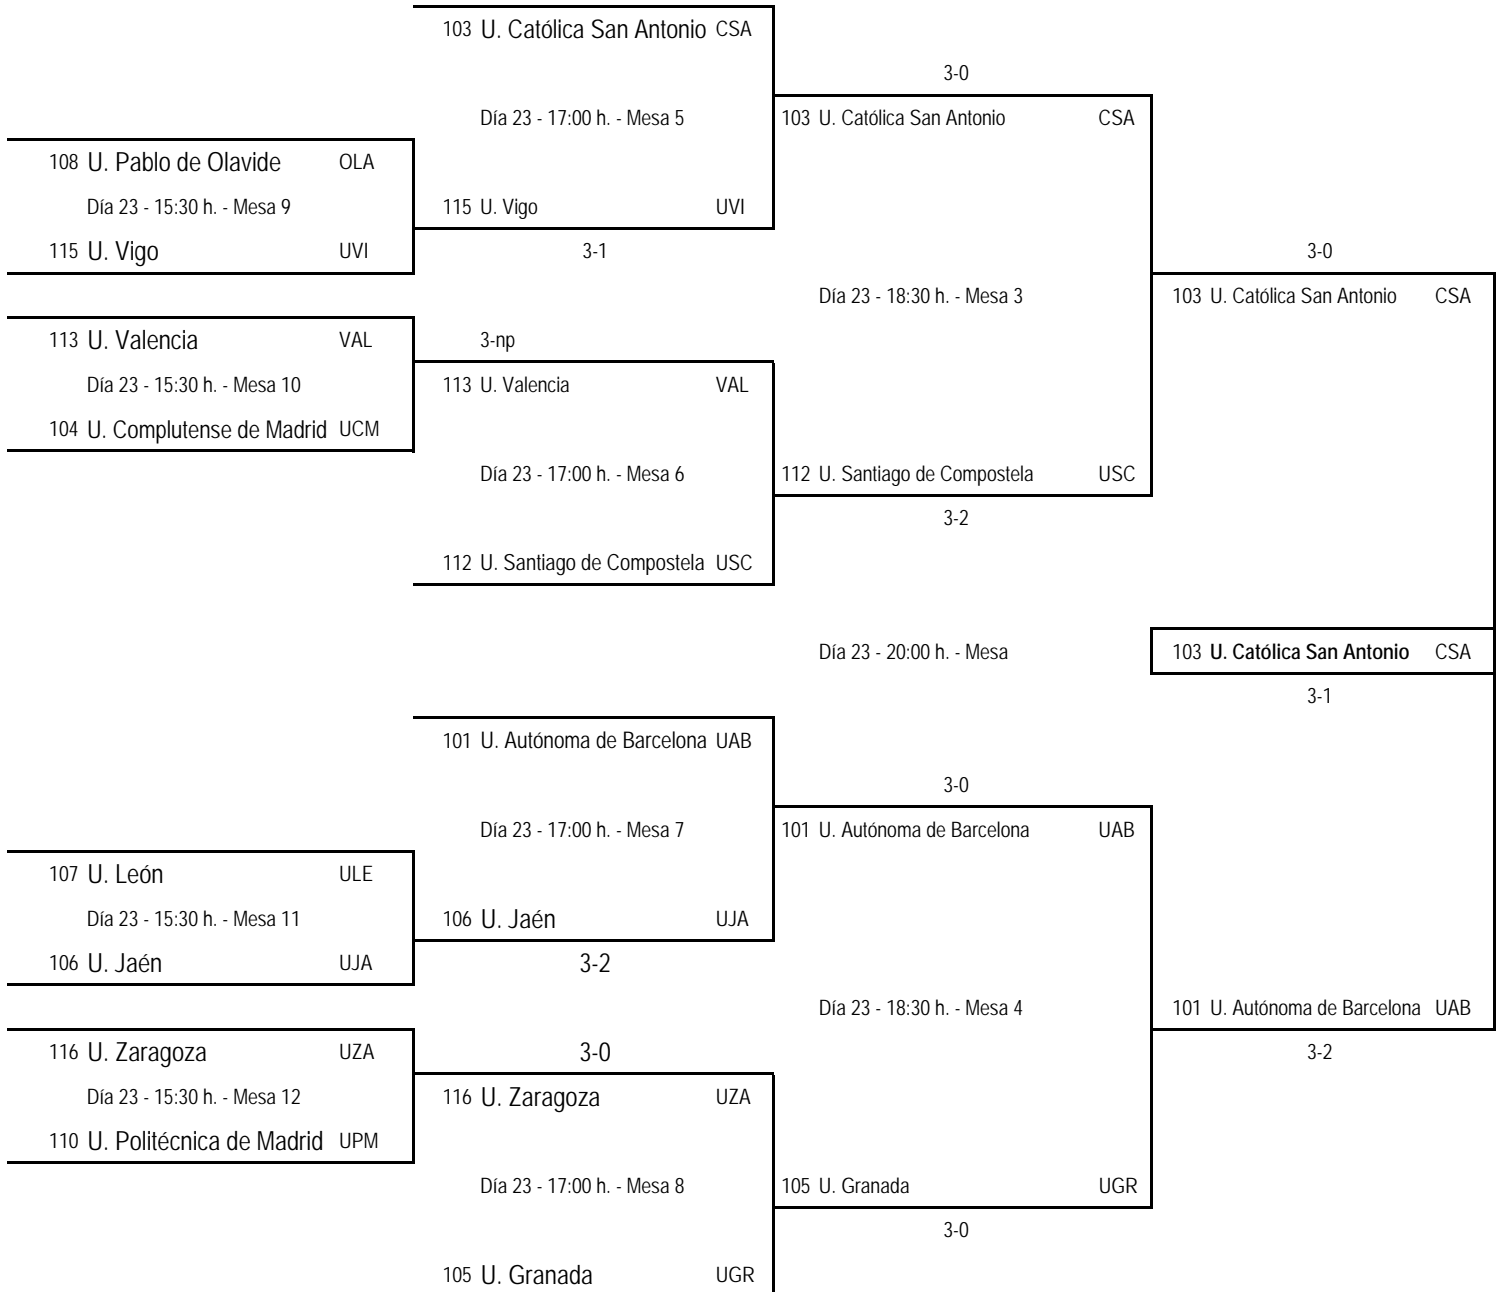 103 U. Católica San Antonio CSA
3-0
Día 23 - 17:00 h. - Mesa 5
103 U. Católica San Antonio CSA
108 U. Pablo de Olavide OLA
Día 23 - 15:30 h. - Mesa 9
115 U. Vigo UVI
115 U. Vigo UVI
3-1
3-0
Día 23 - 18:30 h. - Mesa 3
103 U. Católica San Antonio CSA
113 U. Valencia VAL
3-np
Día 23 - 15:30 h. - Mesa 10
113 U. Valencia VAL
104 U. Complutense de Madrid UCM
Día 23 - 17:00 h. - Mesa 6
112 U. Santiago de Compostela USC
3-2
112 U. Santiago de Compostela USC
Día 23 - 20:00 h. - Mesa
103 U. Católica San Antonio CSA
3-1
101 U. Autónoma de Barcelona UAB
3-0
Día 23 - 17:00 h. - Mesa 7
101 U. Autónoma de Barcelona UAB
107 U. León ULE
Día 23 - 15:30 h. - Mesa 11
106 U. Jaén UJA
106 U. Jaén UJA
3-2
Día 23 - 18:30 h. - Mesa 4
101 U. Autónoma de Barcelona UAB
116 U. Zaragoza UZA
3-0
3-2
Día 23 - 15:30 h. - Mesa 12
116 U. Zaragoza UZA
110 U. Politécnica de Madrid UPM
Día 23 - 17:00 h. - Mesa 8
105 U. Granada UGR
3-0
105 U. Granada UGR